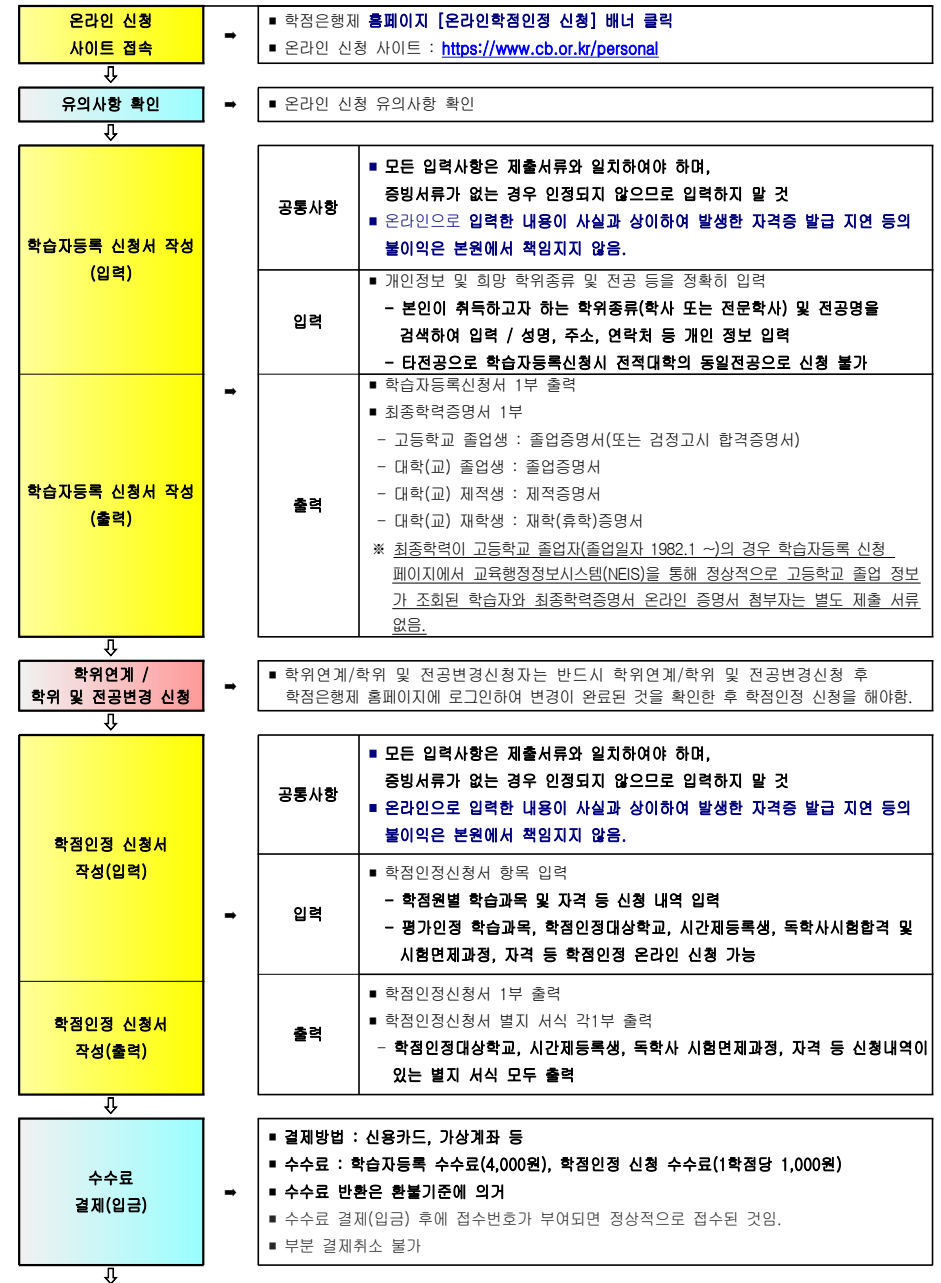 온라인 신청
사이트 접속
➡
■ 학점은행제 홈페이지 [온라인학점인정 신청] 배너 클릭
■ 온라인 신청 사이트 : https://www.cb.or.kr/personal
⇩
유의사항 확인
➡
■ 온라인 신청 유의사항 확인
⇩
학습자등록 신청서 작성
(입력)
공통사항
■ 모든 입력사항은 제출서류와 일치하여야 하며,
증빙서류가 없는 경우 인정되지 않으므로 입력하지 말 것
■ 온라인으로 입력한 내용이 사실과 상이하여 발생한 자격증 발급 지연 등의
불이익은 본원에서 책임지지 않음.
입력
■ 개인정보 및 희망 학위종류 및 전공 등을 정확히 입력
- 본인이 취득하고자 하는 학위종류(학사 또는 전문학사) 및 전공명을
검색하여 입력 / 성명, 주소, 연락처 등 개인 정보 입력
- 타전공으로 학습자등록신청시 전적대학의 동일전공으로 신청 불가
➡
학습자등록 신청서 작성
(출력)
출력
■ 학습자등록신청서 1부 출력
■ 최종학력증명서 1부
- 고등학교 졸업생 : 졸업증명서(또는 검정고시 합격증명서)
- 대학(교) 졸업생 : 졸업증명서
- 대학(교) 제적생 : 제적증명서
- 대학(교) 재학생 : 재학(휴학)증명서
※ 최종학력이 고등학교 졸업자(졸업일자 1982.1 ~)의 경우 학습자등록 신청
페이지에서 교육행정정보시스템(NEIS)을 통해 정상적으로 고등학교 졸업 정보
가 조회된 학습자와 최종학력증명서 온라인 증명서 첨부자는 별도 제출 서류
없음.
⇩
학위연계 /
학위 및 전공변경 신청
➡
■ 학위연계/학위 및 전공변경신청자는 반드시 학위연계/학위 및 전공변경신청 후
학점은행제 홈페이지에 로그인하여 변경이 완료된 것을 확인한 후 학점인정 신청을 해야함.
⇩
학점인정 신청서
작성(입력)
공통사항
■ 모든 입력사항은 제출서류와 일치하여야 하며,
증빙서류가 없는 경우 인정되지 않으므로 입력하지 말 것
■ 온라인으로 입력한 내용이 사실과 상이하여 발생한 자격증 발급 지연 등의
불이익은 본원에서 책임지지 않음.
➡
입력
■ 학점인정신청서 항목 입력
- 학점원별 학습과목 및 자격 등 신청 내역 입력
- 평가인정 학습과목, 학점인정대상학교, 시간제등록생, 독학사시험합격 및
시험면제과정, 자격 등 학점인정 온라인 신청 가능
학점인정 신청서
작성(출력)
출력
■ 학점인정신청서 1부 출력
■ 학점인정신청서 별지 서식 각1부 출력
- 학점인정대상학교, 시간제등록생, 독학사 시험면제과정, 자격 등 신청내역이
있는 별지 서식 모두 출력
⇩
수수료
결제(입금)
➡
■ 결제방법 : 신용카드, 가상계좌 등
■ 수수료 : 학습자등록 수수료(4,000원), 학점인정 신청 수수료(1학점당 1,000원)
■ 수수료 반환은 환불기준에 의거
■ 수수료 결제(입금) 후에 접수번호가 부여되면 정상적으로 접수된 것임.
■ 부분 결제취소 불가
⇩